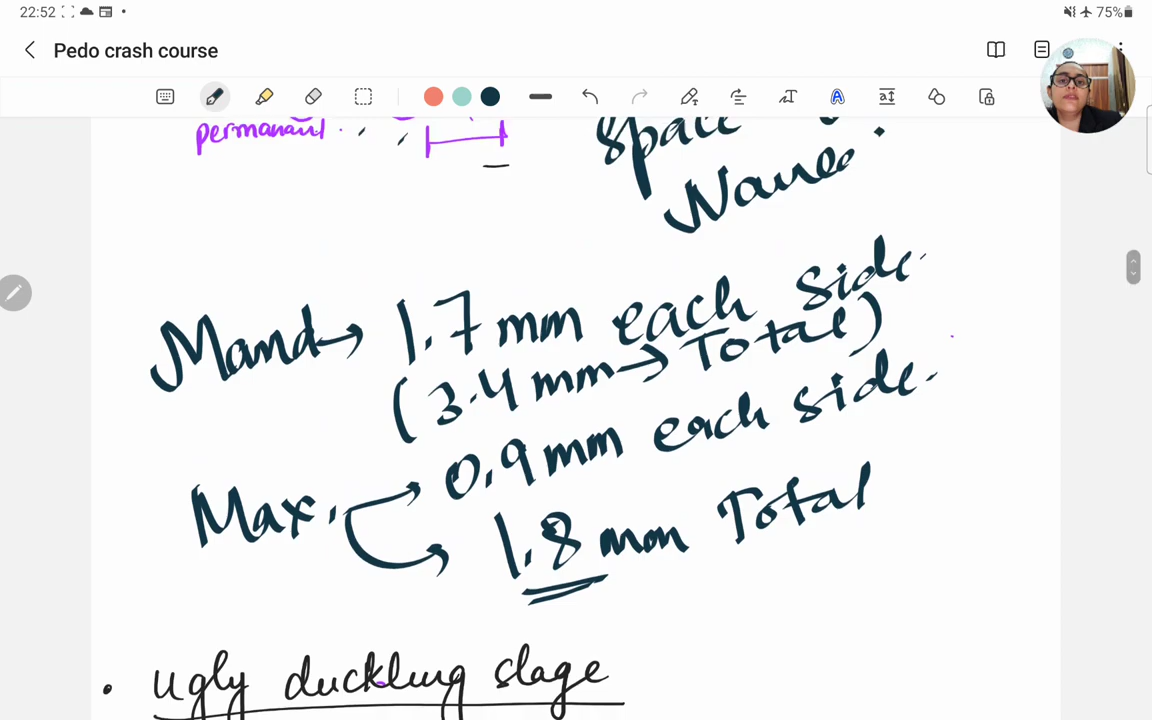 22:52
75%
Pedo crash course
permanant.
Space
Nance
Mand → 1.7 mm each side.
(3.4 mm → Total)
Max. → 0.9 mm each side.
→ 1.8 mm Total
• ugly duckling stage